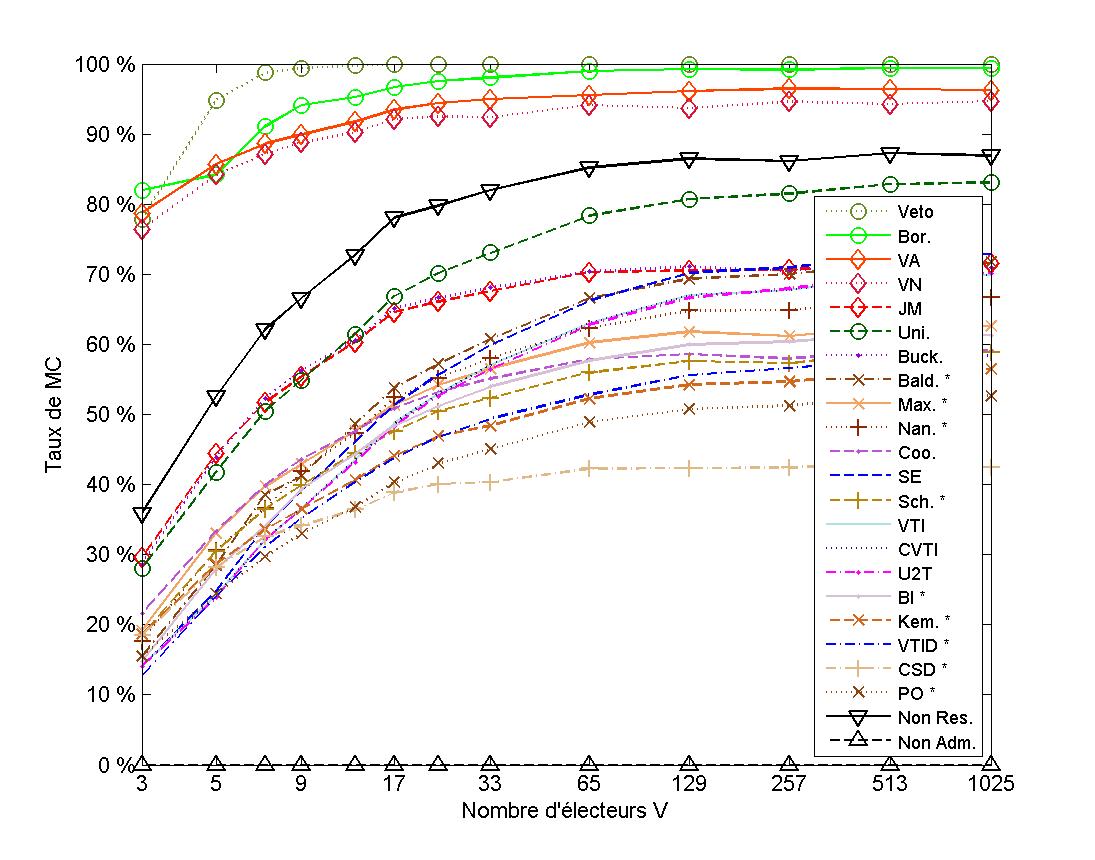 100 %
90 %
80 %
70 %
60 %
50 %
40 %
30 %
20 %
10 %
0 %
Taux de MC
3 5 9 17 33 65 129 257 513 1025
Nombre d'électeurs V
Veto
Bor.
VA
VN
JM
Uni.
Buck.
Bald. *
Max. *
Nan. *
Coo.
SE
Sch. *
VTI
CVTI
U2T
BI *
Kem. *
VTID *
CSD *
PO *
Non Res.
Non Adm.